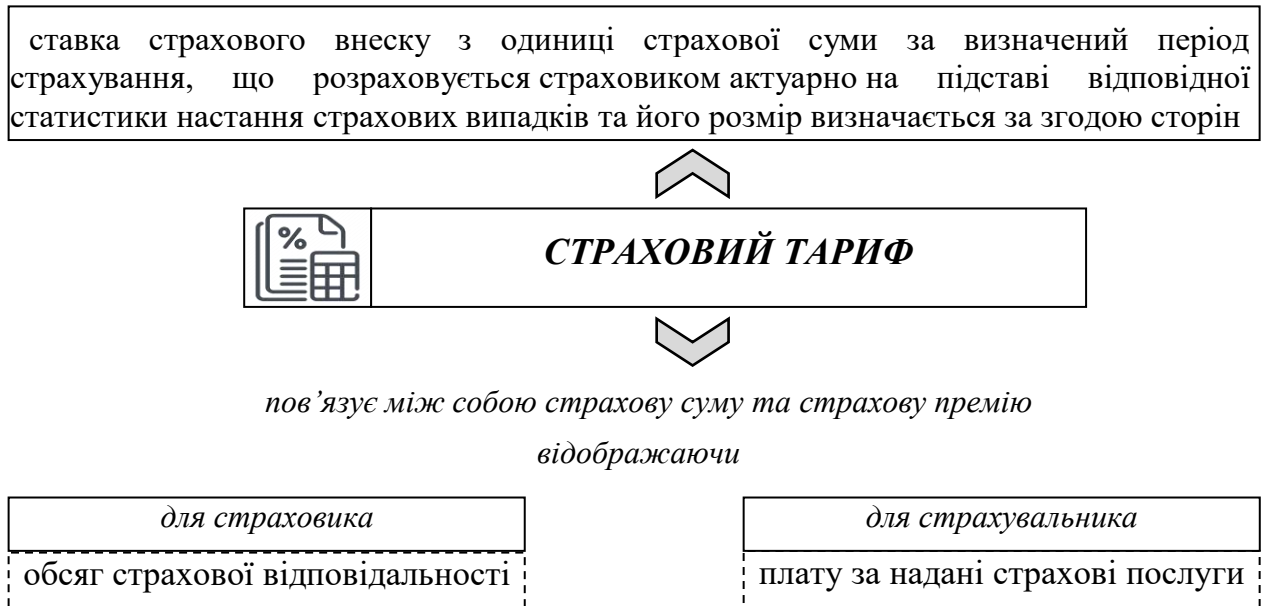 ставка страхового внеску з одиниці страхової суми за визначений період
страхування, що розраховується страховиком актуарно на підставі відповідної
статистики настання страхових випадків та його розмір визначається за згодою сторін
%
СТРАХОВИЙ ТАРИФ
пов’язує між собою страхову суму та страхову премію
відображаючи
для страховика
для страхувальника
обсяг страхової відповідальності
плату за надані страхові послуги